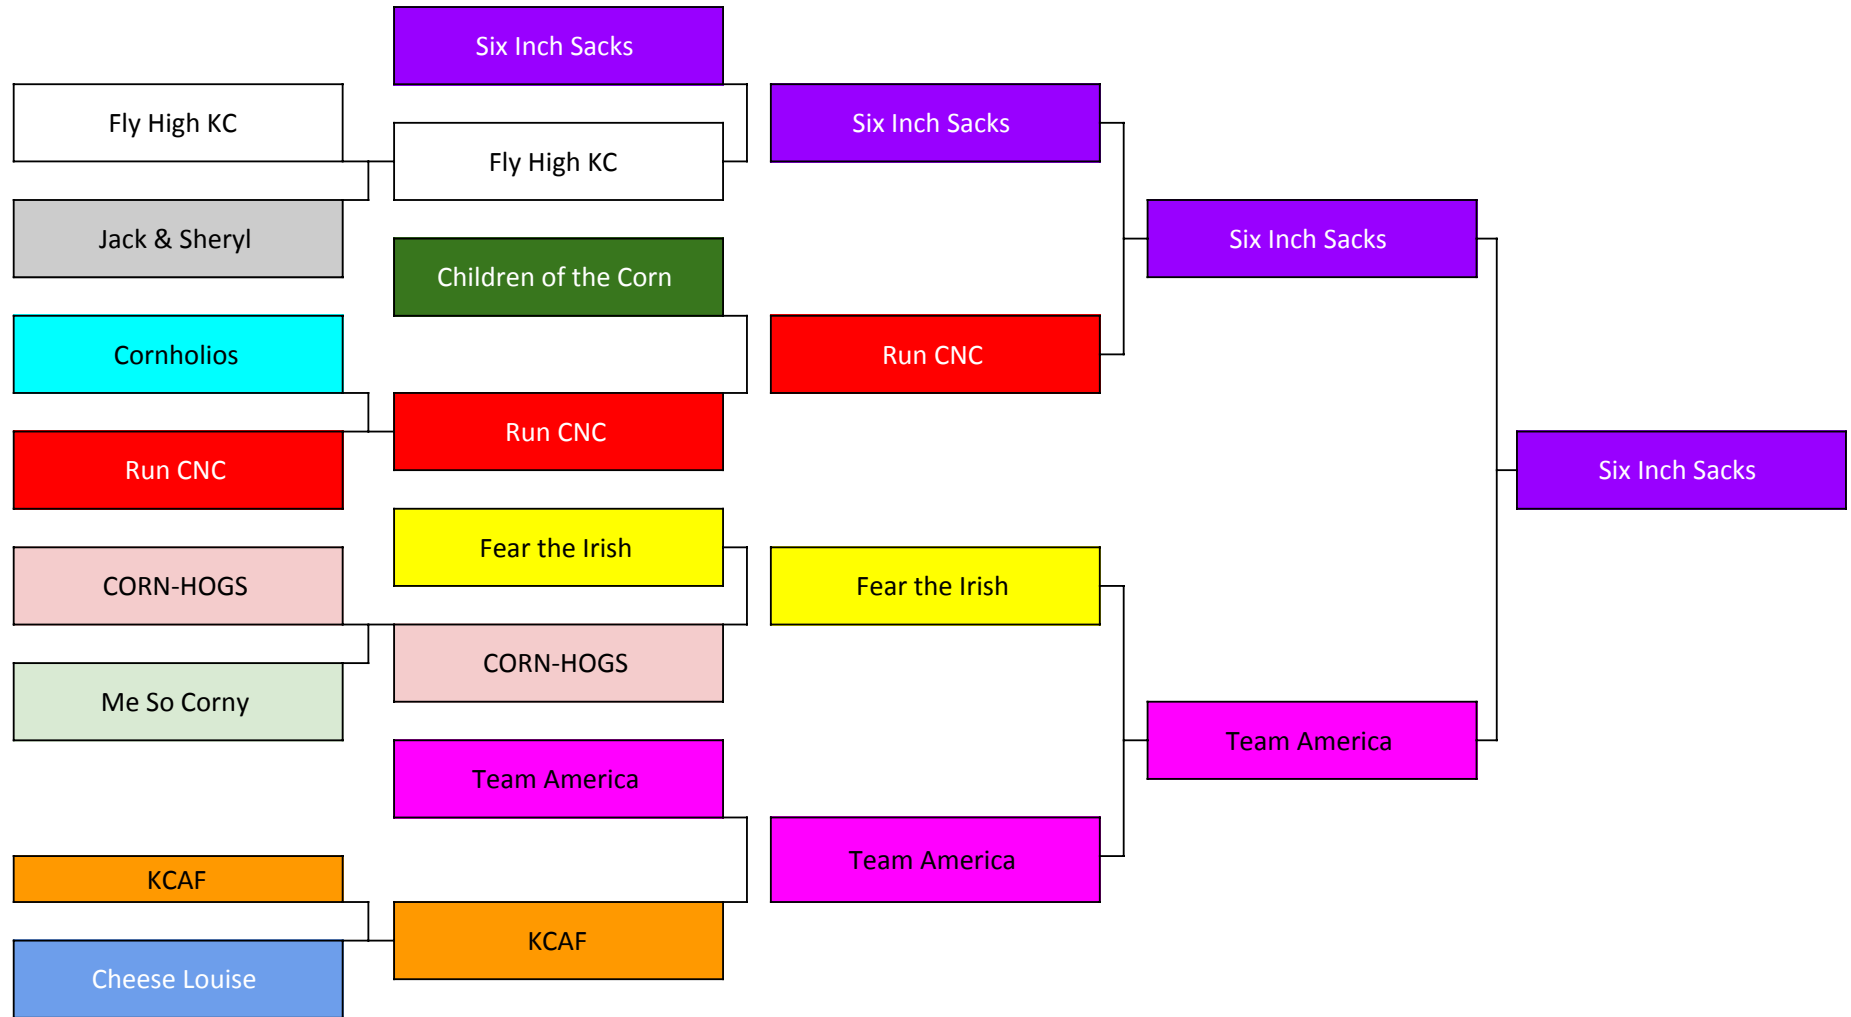 Six Inch Sacks
Fly High KC
Six Inch Sacks
Fly High KC
Jack & Sheryl
Six Inch Sacks
Children of the Corn
Cornholios
Run CNC
Run CNC
Run CNC
Six Inch Sacks
Fear the Irish
CORN-HOGS
Fear the Irish
CORN-HOGS
Me So Corny
Team America
Team America
Team America
KCAF
KCAF
Cheese Louise